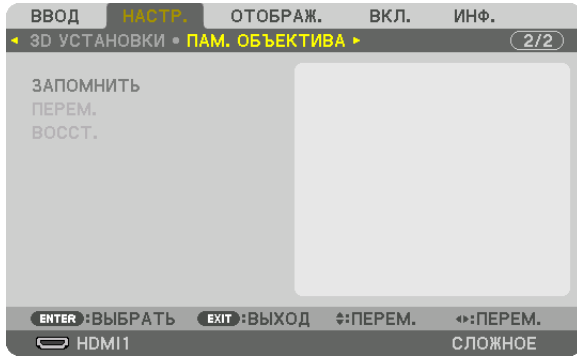 ВВОД НАСТР. ОТОБРАЖ. ВКЛ. ИНФ.
3D УСТАНОВКИ • ПАМ. ОБЪЕКТИВА 2/2
ЗАПОМНИТЬ
ПЕРЕМ.
ВОССТ.
ENTER :ВЫБРАТЬ EXIT :ВЫХОД :ПЕРЕМ. :ПЕРЕМ.
HDMI1 СЛОЖНОЕ